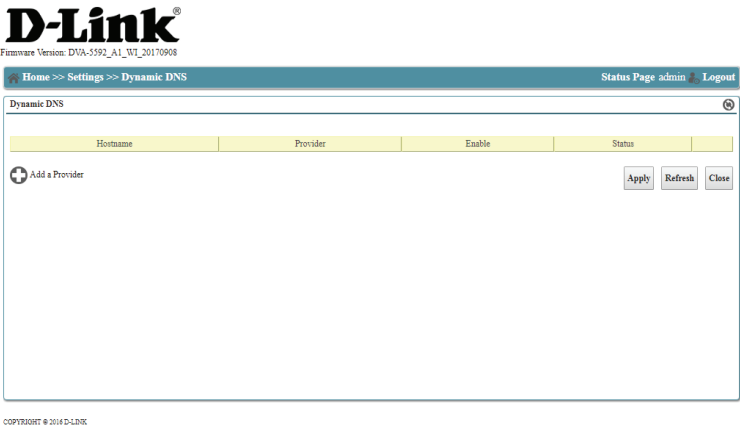 D-Link®
Firmware Version: DVA-5592_A1_WI_20170908
Home >> Settings >> Dynamic DNS Status Page admin Logout
Dynamic DNS
Hostname Provider Enable Status
Add a Provider Apply Refresh Close
COPYRIGHT © 2016 D-LINK